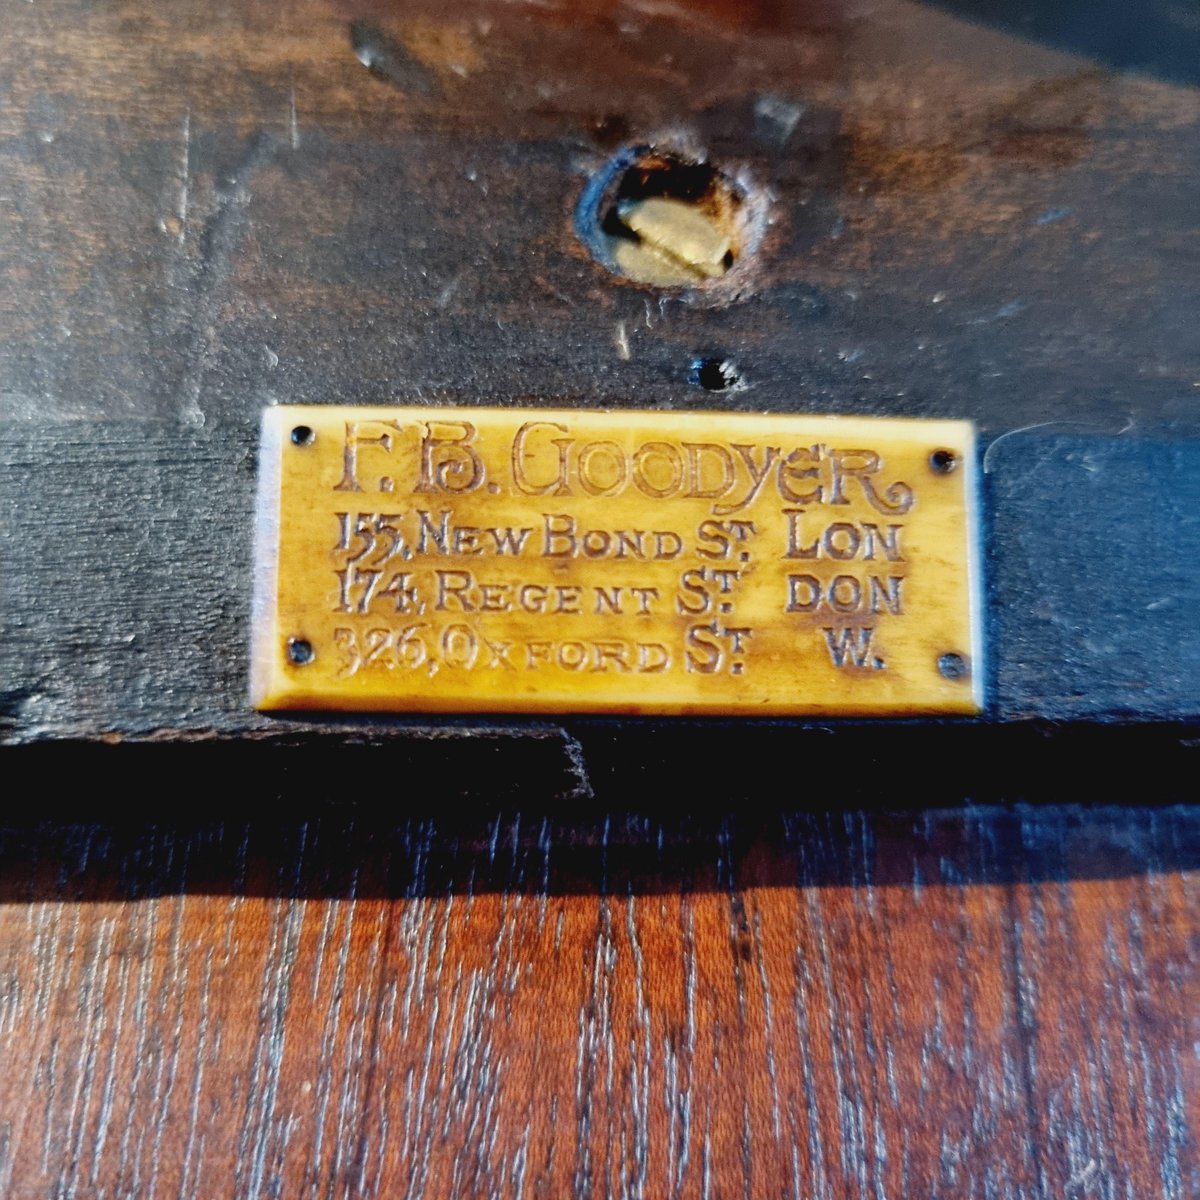 F. B. GOODYER
155, NEW BOND ST. LON
174, REGENT ST. DON
326, OXFORD ST. W.